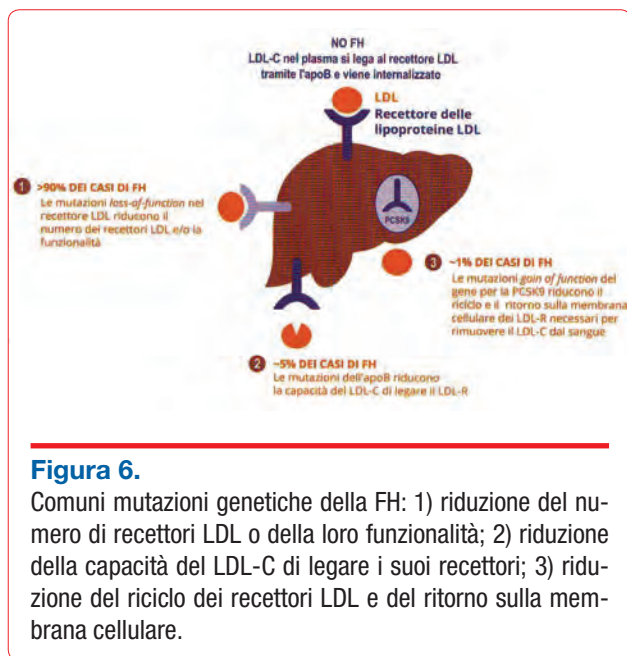 NO FH
LDL-C nel plasma si lega al recettore LDL
tramite l'apoB e viene internalizzato
LDL
Recettore delle
lipoproteine LDL
1 >90% DEI CASI DI FH
Le mutazioni loss-of-function nel
recettore LDL riducono il
numero dei recettori LDL e/o la
funzionalità
PCSK9
3 ~1% DEI CASI DI FH
Le mutazioni gain of function del
gene per la PCSK9 riducono il
riciclo e il ritorno sulla membrana
cellulare dei LDL-R necessari per
rimuovere il LDL-C dal sangue
2 ~5% DEI CASI DI FH
Le mutazioni dell'apoB riducono
la capacità del LDL-C di legare il LDL-R
Figura 6.
Comuni mutazioni genetiche della FH: 1) riduzione del nu-
mero di recettori LDL o della loro funzionalità; 2) riduzione
della capacità del LDL-C di legare i suoi recettori; 3) ridu-
zione del riciclo dei recettori LDL e del ritorno sulla mem-
brana cellulare.